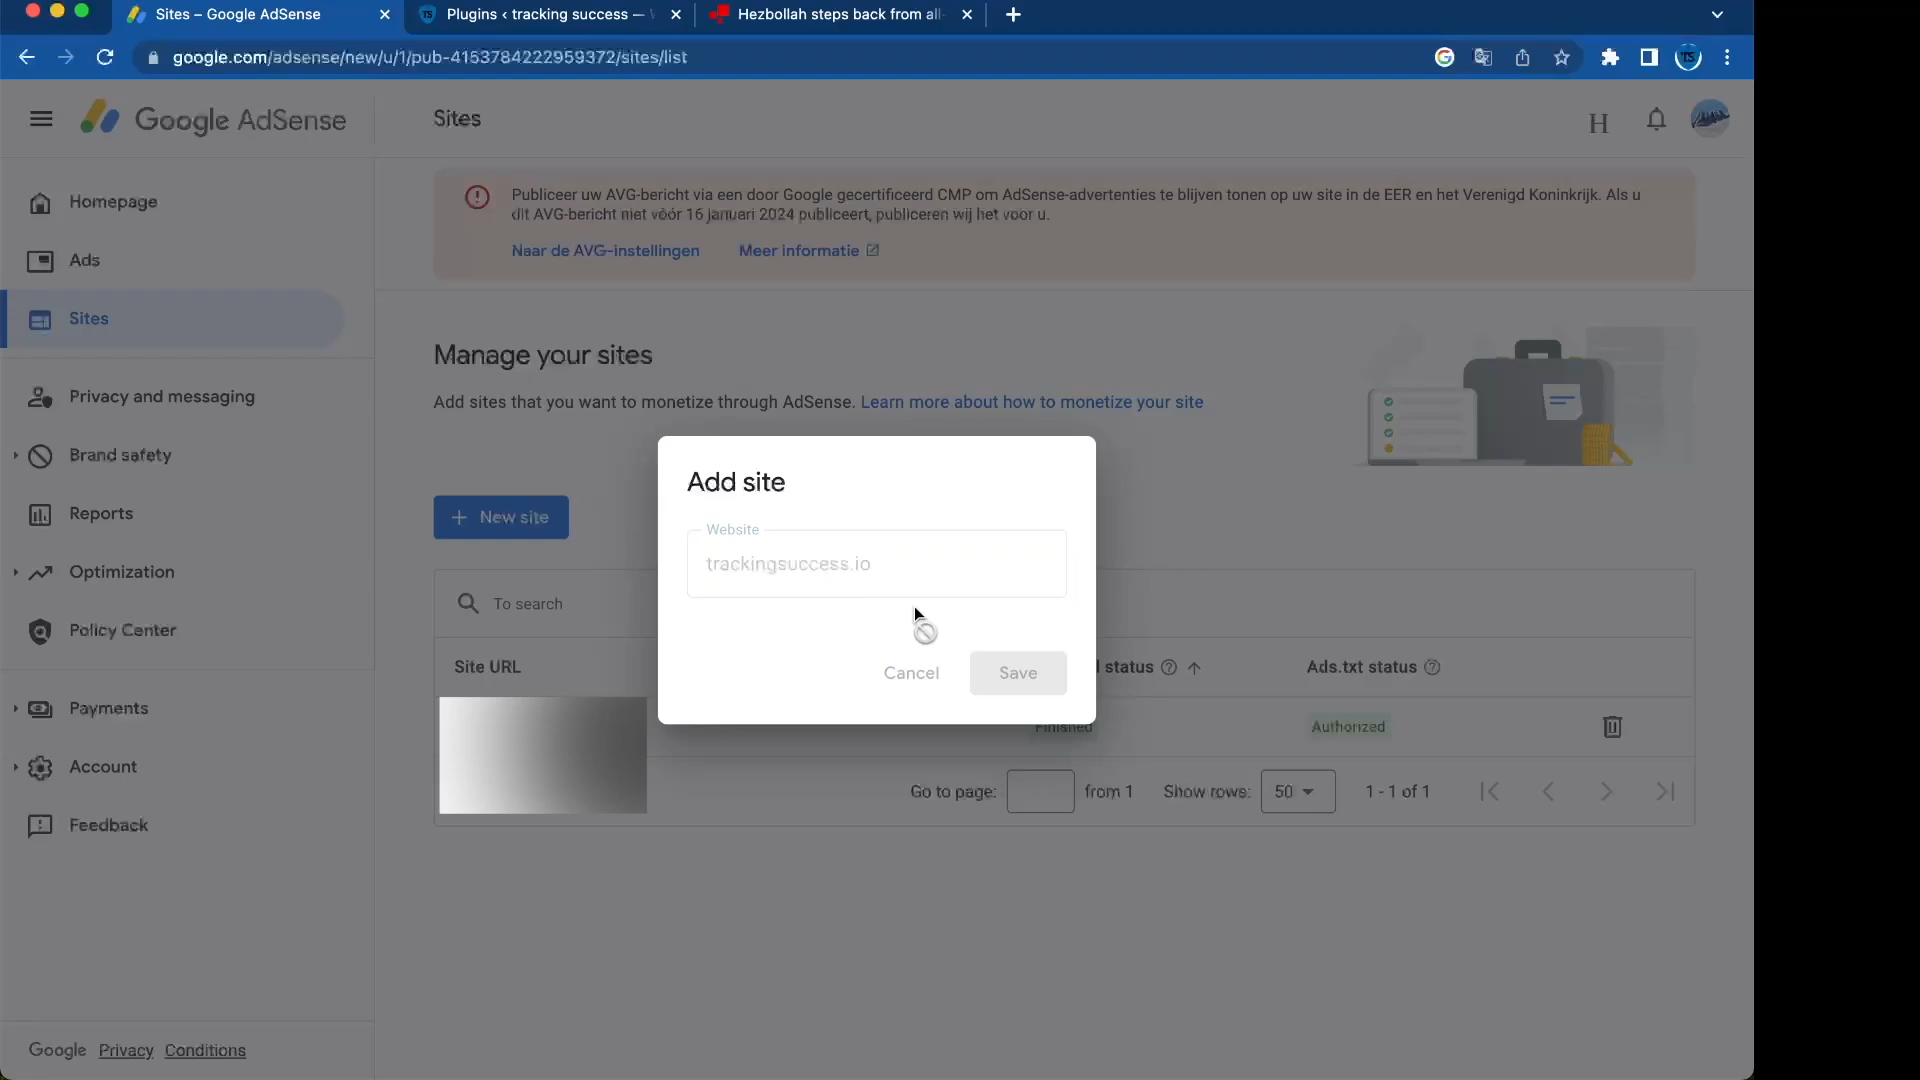 Sites – Google AdSense
Plugins ‹ tracking success —
Hezbollah steps back from all-
google.com/adsense/new/u/1/pub-4153784222959372/sites/list
Google AdSense
Sites
H
Homepage
Ads
Sites
Privacy and messaging
Brand safety
Reports
Optimization
Policy Center
Payments
Account
Feedback
Google Privacy Conditions
Publiceer uw AVG-bericht via een door Google gecertificeerd CMP om AdSense-advertenties te blijven tonen op uw site in de EER en het Verenigd Koninkrijk. Als u
dit AVG-bericht niet vóór 16 januari 2024 publiceert, publiceren wij het voor u.
Naar de AVG-instellingen Meer informatie
Manage your sites
Add sites that you want to monetize through AdSense. Learn more about how to monetize your site
+ New site
To search
Site URL
status
Ads.txt status
Finished
Authorized
Go to page: from 1 Show rows: 50 1 - 1 of 1
Add site
Website
trackingsuccess.io
Cancel Save